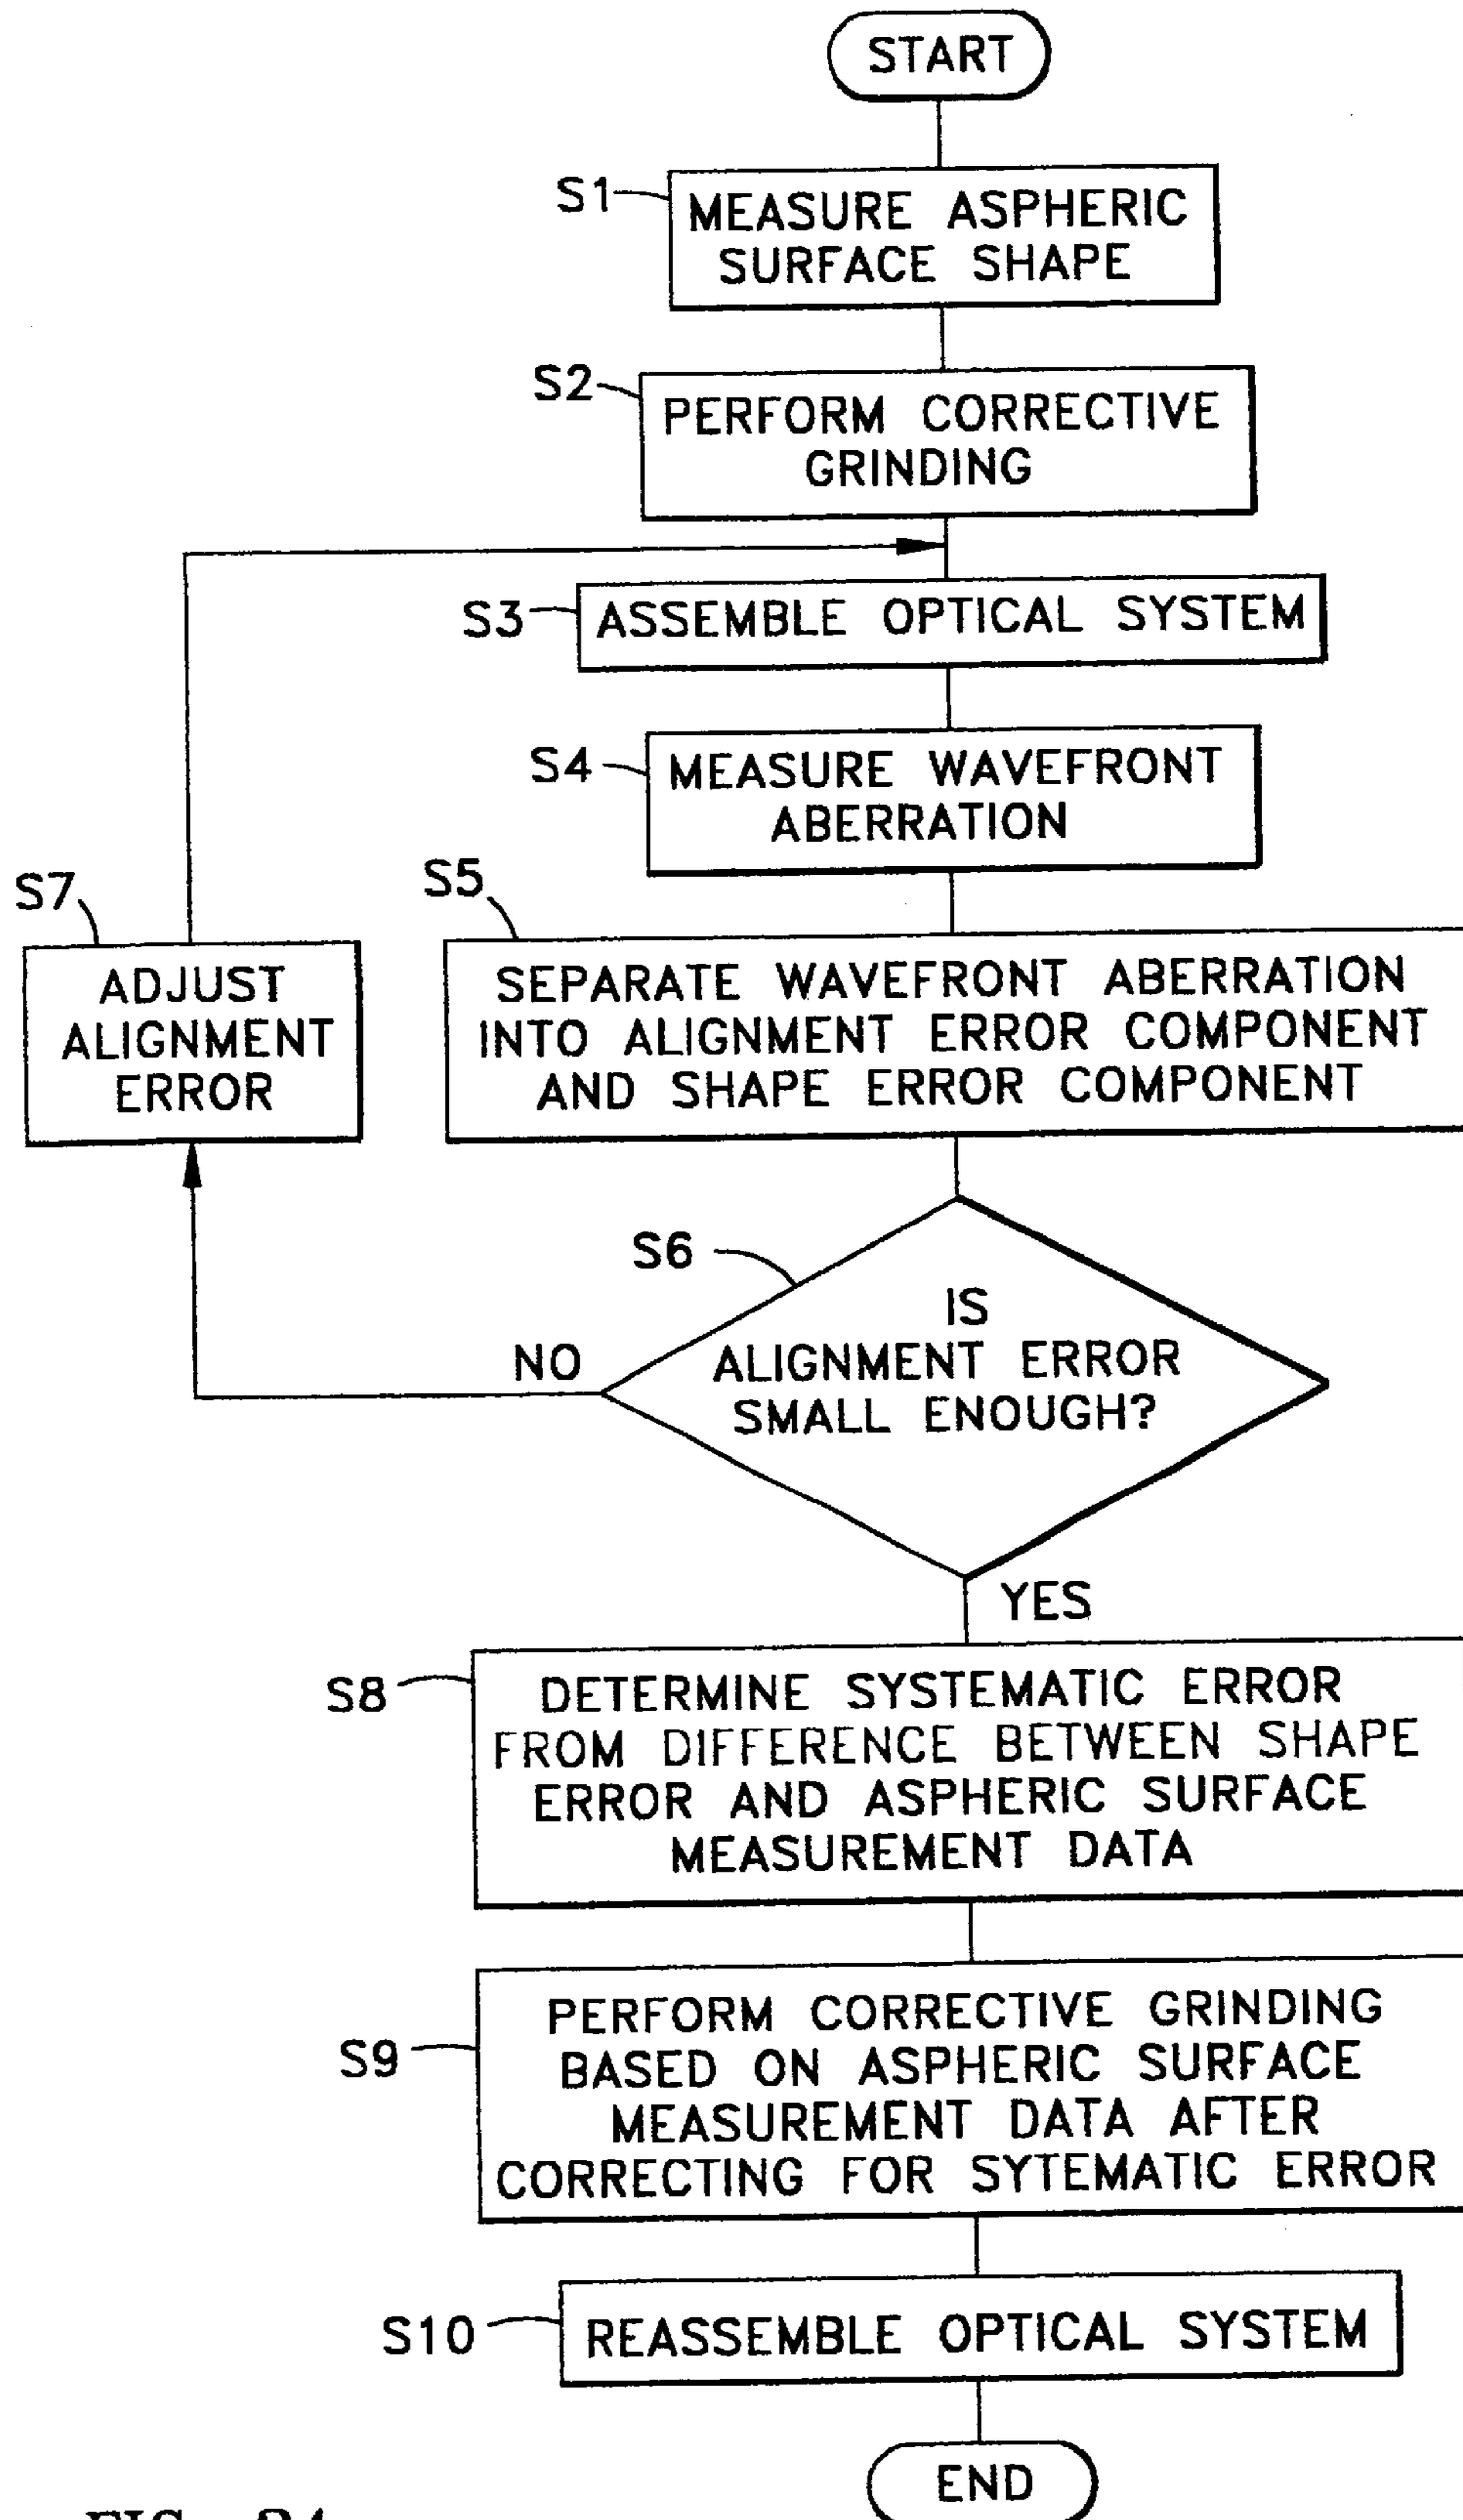 START
S1
MEASURE ASPHERIC
SURFACE SHAPE
S2
PERFORM CORRECTIVE
GRINDING
S3
ASSEMBLE OPTICAL SYSTEM
S4
MEASURE WAVEFRONT
ABERRATION
S7
ADJUST
ALIGNMENT
ERROR
S5
SEPARATE WAVEFRONT ABERRATION
INTO ALIGNMENT ERROR COMPONENT
AND SHAPE ERROR COMPONENT
S6
IS
ALIGNMENT ERROR
SMALL ENOUGH?
NO
YES
S8
DETERMINE SYSTEMATIC ERROR
FROM DIFFERENCE BETWEEN SHAPE
ERROR AND ASPHERIC SURFACE
MEASUREMENT DATA
S9
PERFORM CORRECTIVE GRINDING
BASED ON ASPHERIC SURFACE
MEASUREMENT DATA AFTER
CORRECTING FOR SYTEMATIC ERROR
S10
REASSEMBLE OPTICAL SYSTEM
END